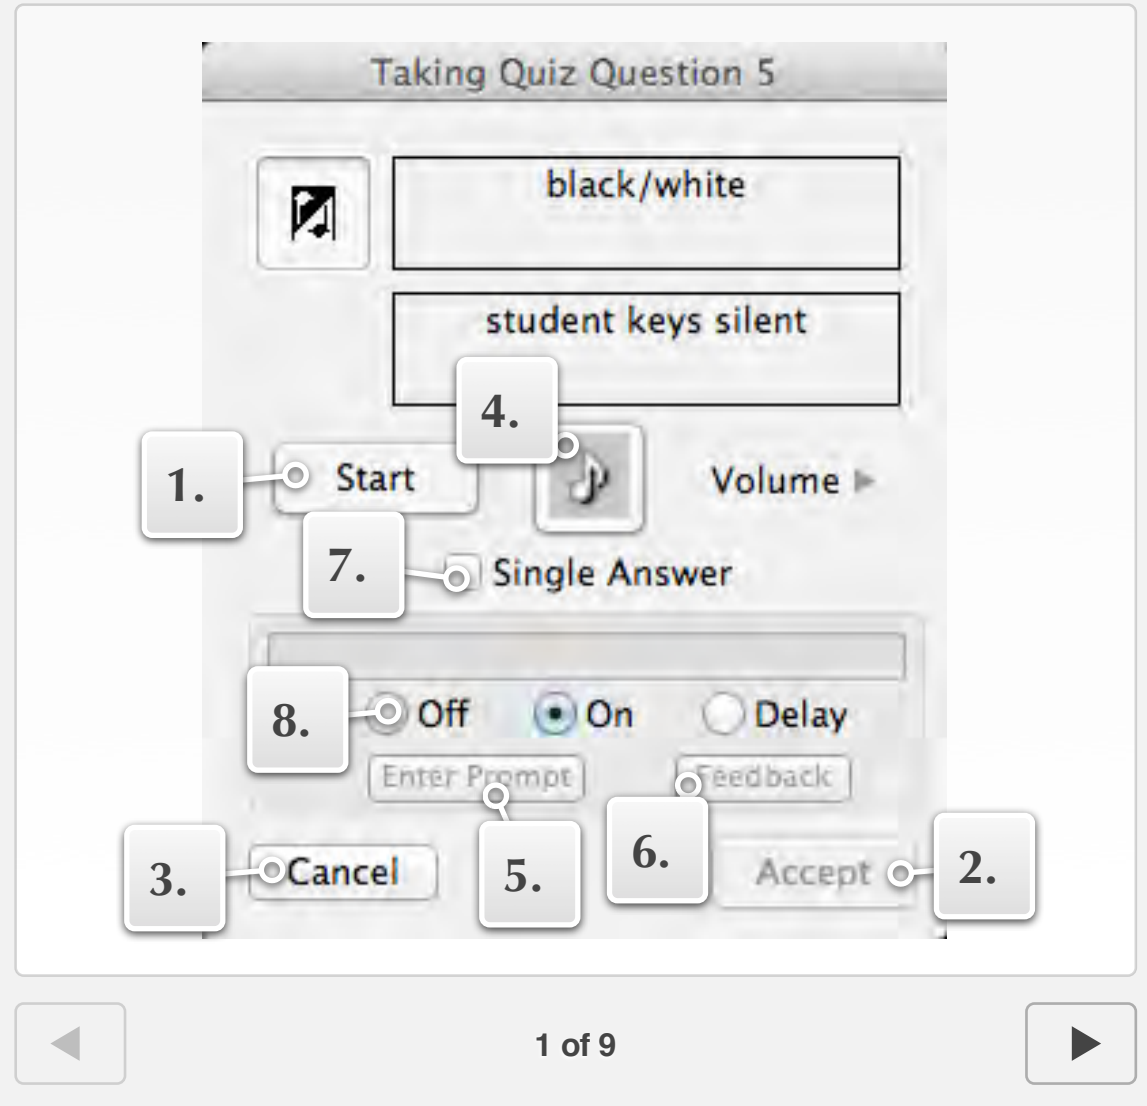 Taking Quiz Question 5
black/white
student keys silent
4.
1.
Start
Volume
7.
Single Answer
8.
Off
On
Delay
Enter Prompt
Feedback
3.
Cancel
5.
6.
Accept
2.
1 of 9